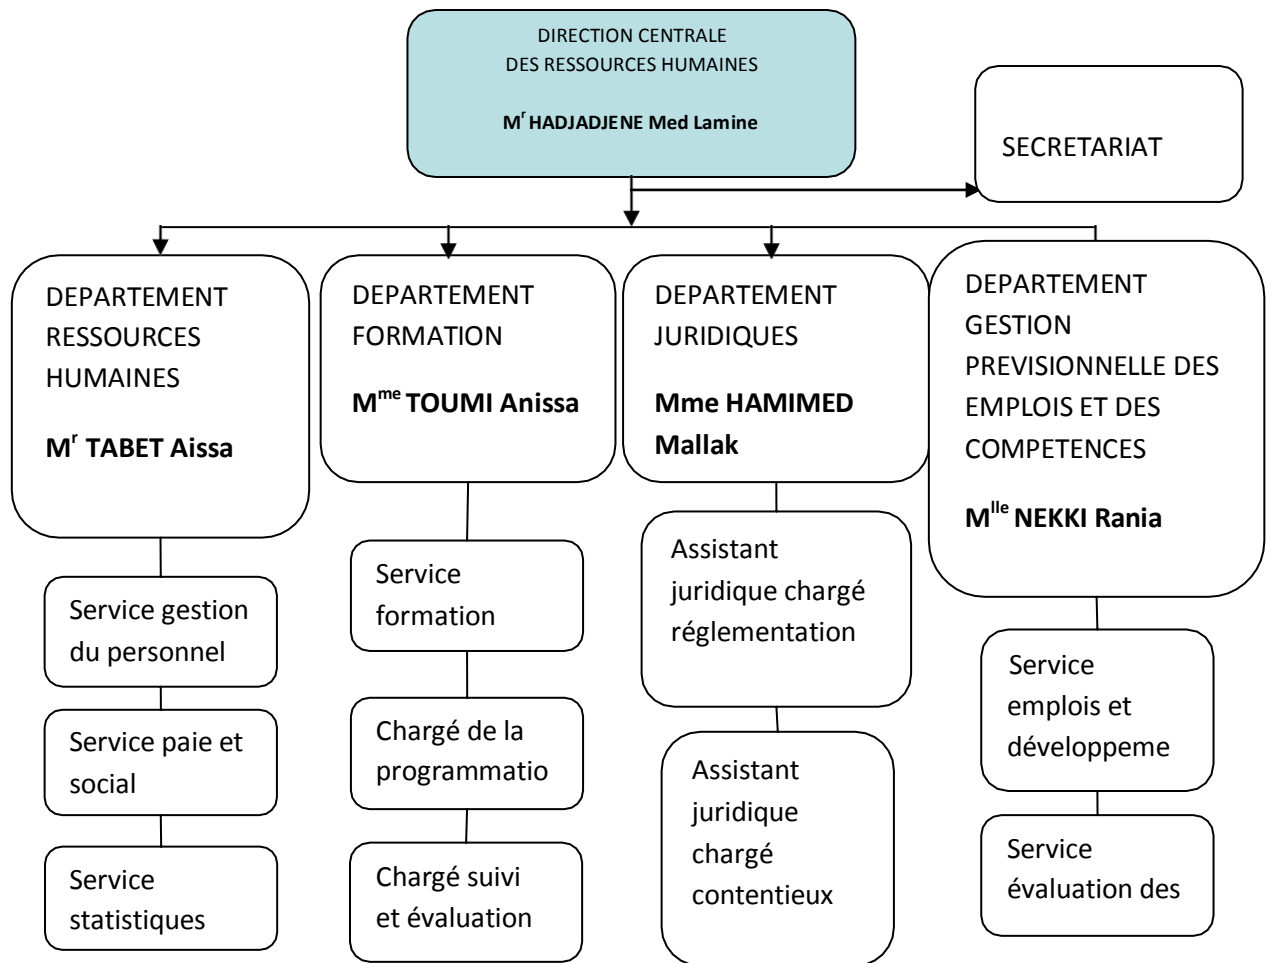 DIRECTION CENTRALE
DES RESSOURCES HUMAINES
Mr HADJADJENE Med Lamine
SECRETARIAT
DEPARTEMENT
RESSOURCES
HUMAINES
Mr TABET Aissa
Service gestion
du personnel
Service paie et
social
Service
statistiques
DEPARTEMENT
FORMATION
Mme TOUMI Anissa
Service
formation
Chargé de la
programmatio
Chargé suivi
et évaluation
DEPARTEMENT
JURIDIQUES
Mme HAMIMED
Mallak
Assistant
juridique chargé
réglementation
Assistant
juridique
chargé
contentieux
DEPARTEMENT
GESTION
PREVISIONNELLE DES
EMPLOIS ET DES
COMPETENCES
Mlle NEKKI Rania
Service
emplois et
développeme
Service
évaluation des